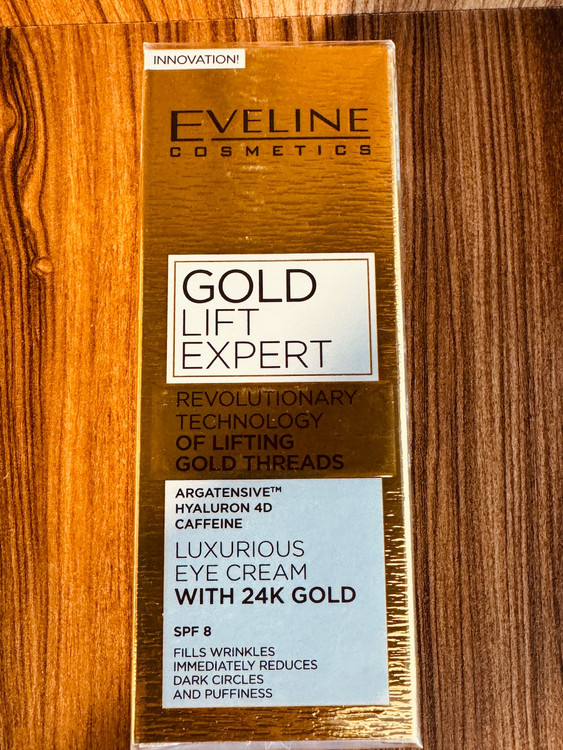 INNOVATION!
EVELINE
COSMETICS
GOLD
LIFT
EXPERT
REVOLUTIONARY
TECHNOLOGY
OF LIFTING
GOLD THREADS
ARGATENSIVE™
HYALURON 4D
CAFFEINE
LUXURIOUS
EYE CREAM
WITH 24K GOLD
SPF 8
FILLS WRINKLES
IMMEDIATELY REDUCES
DARK CIRCLES
AND PUFFINESS